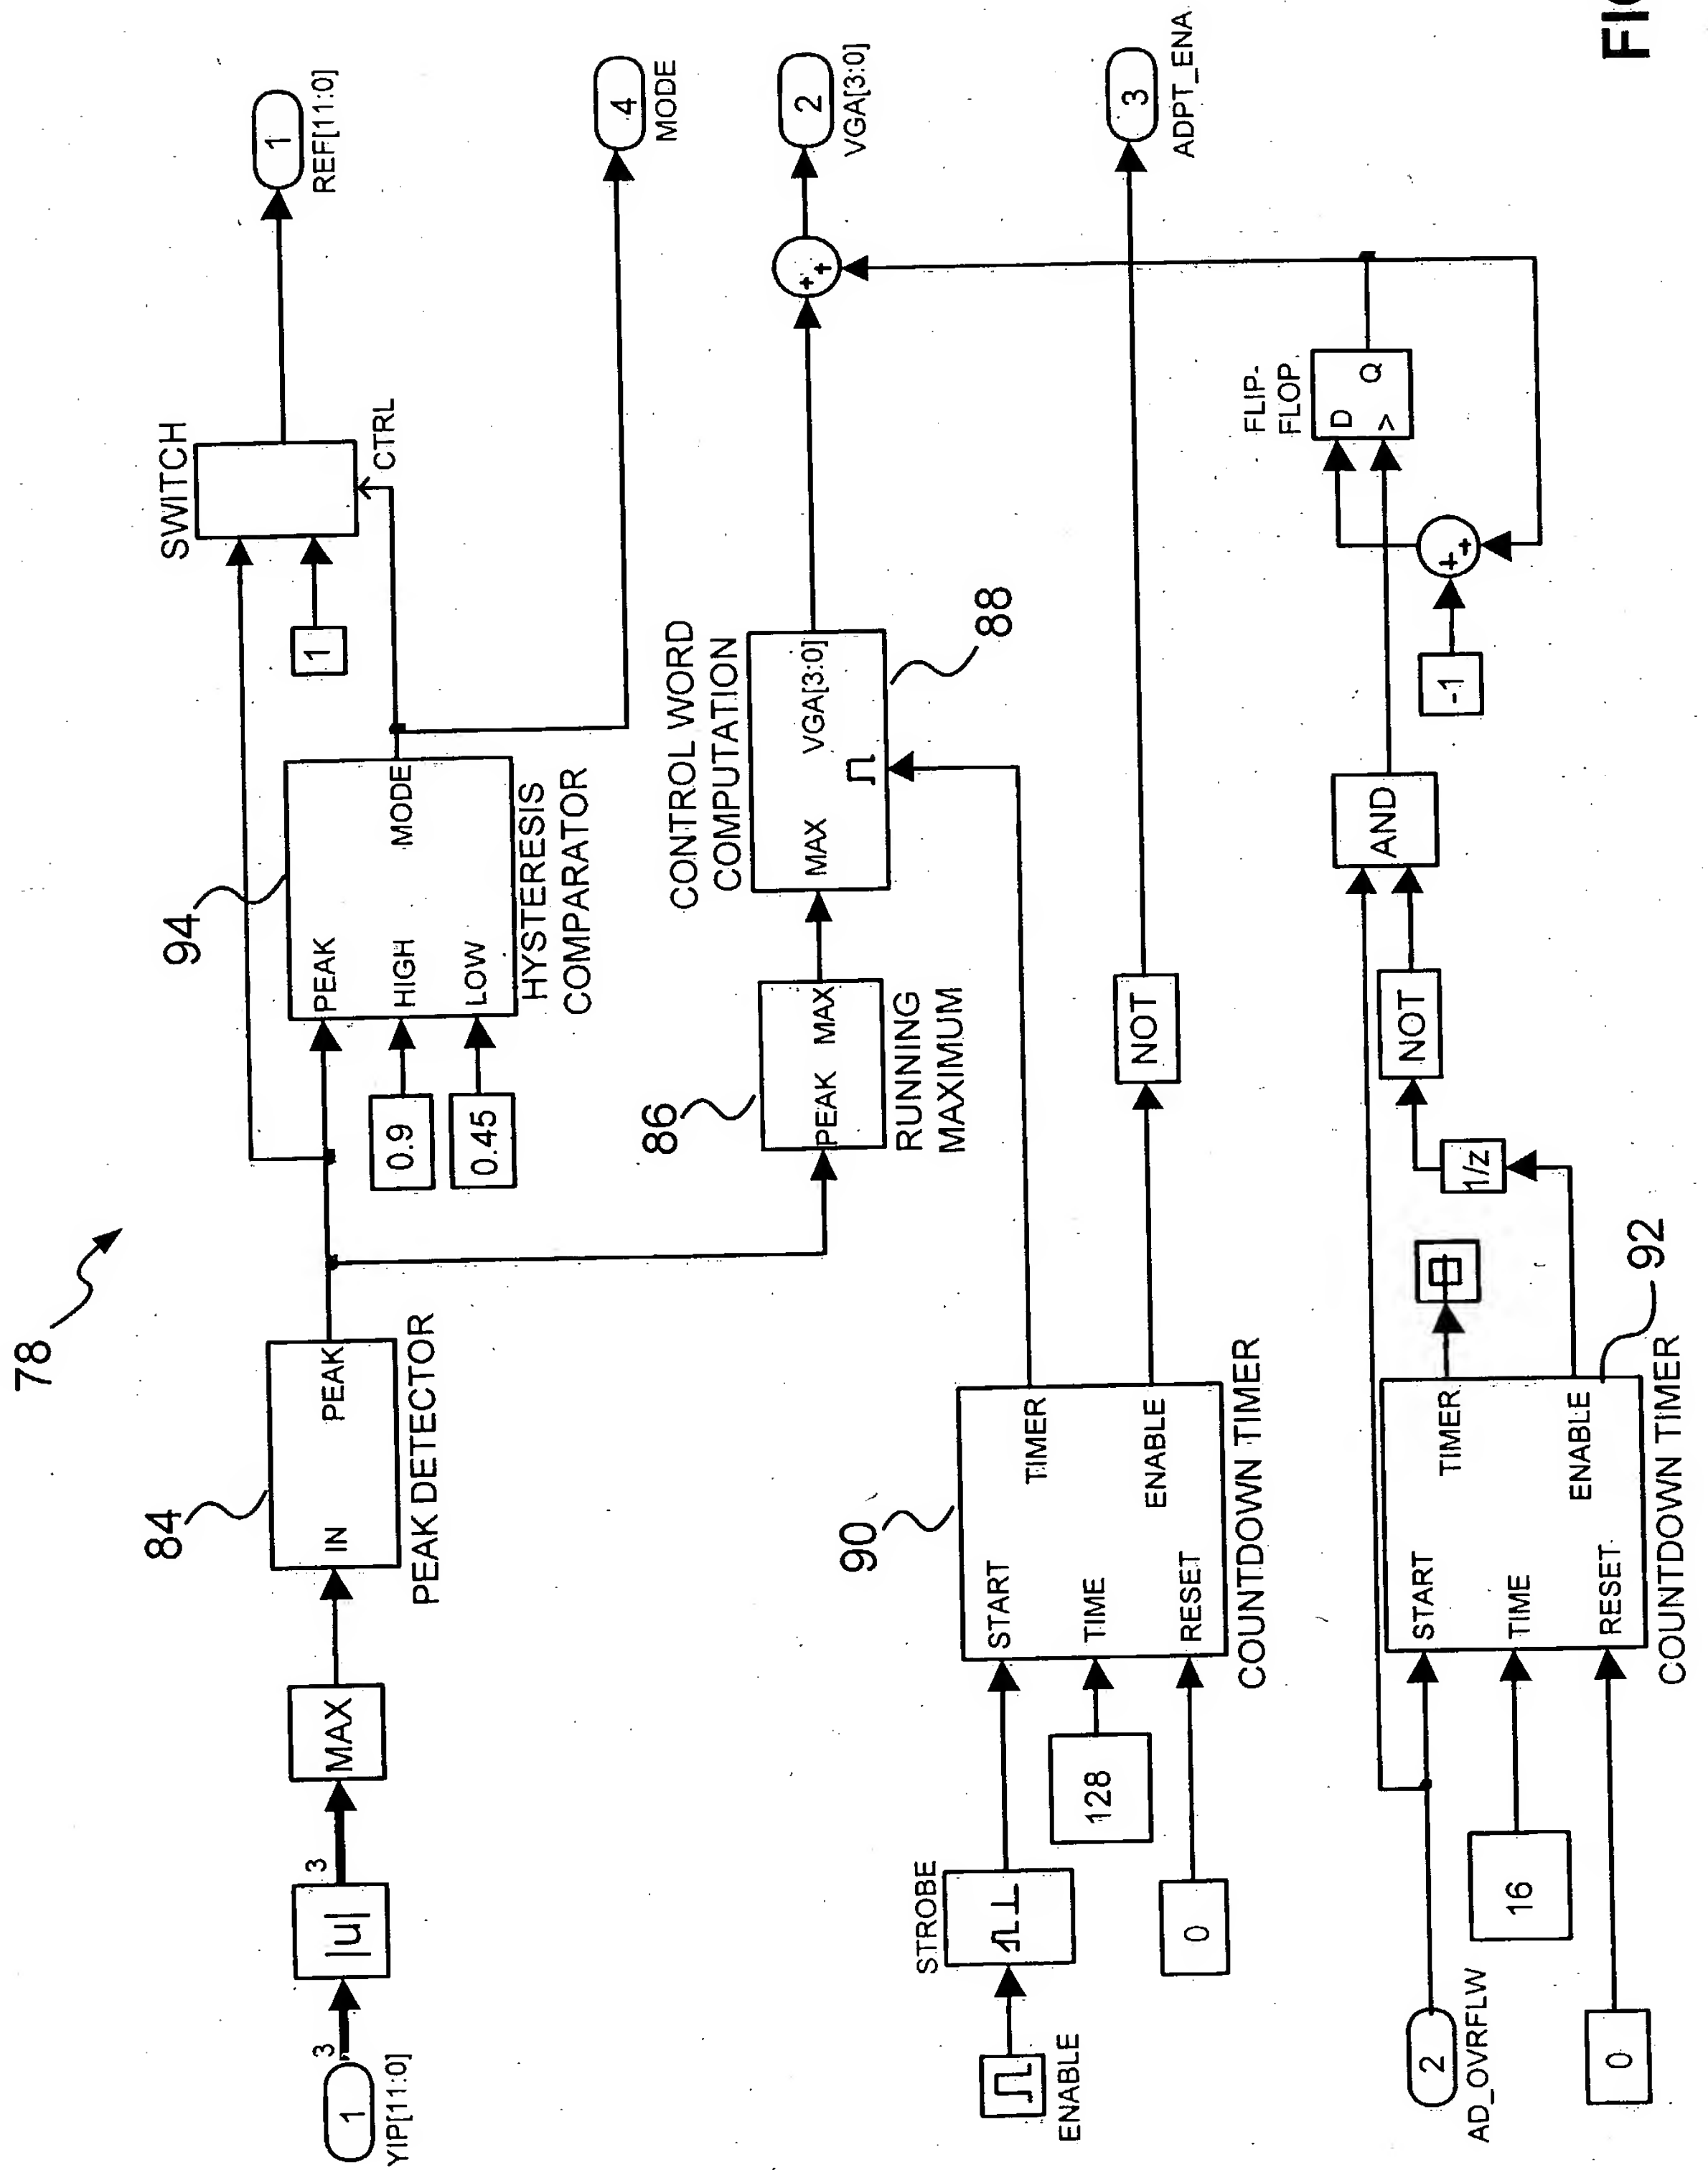 78
1
YIP[11:0]
3
|u|
3
MAX
84
IN
PEAK
PEAK DETECTOR
94
PEAK
HIGH
LOW
MODE
HYSTERESIS
COMPARATOR
0.9
0.45
SWITCH
1
CTRL
1
REF[11:0]
4
MODE
86
PEAK
MAX
RUNNING
MAXIMUM
CONTROL WORD
COMPUTATION
MAX
VGA[3:0]
88
+
+
2
VGA[3:0]
ENABLE
STROBE
128
0
90
START
TIME
RESET
TIMER
ENABLE
COUNTDOWN TIMER
NOT
3
ADPT_ENA
2
AD_OVRFLW
16
0
START
TIME
RESET
TIMER
ENABLE
92
COUNTDOWN TIMER
1/z
NOT
AND
-1
+
+
FLIP-
FLOP
D
>
Q